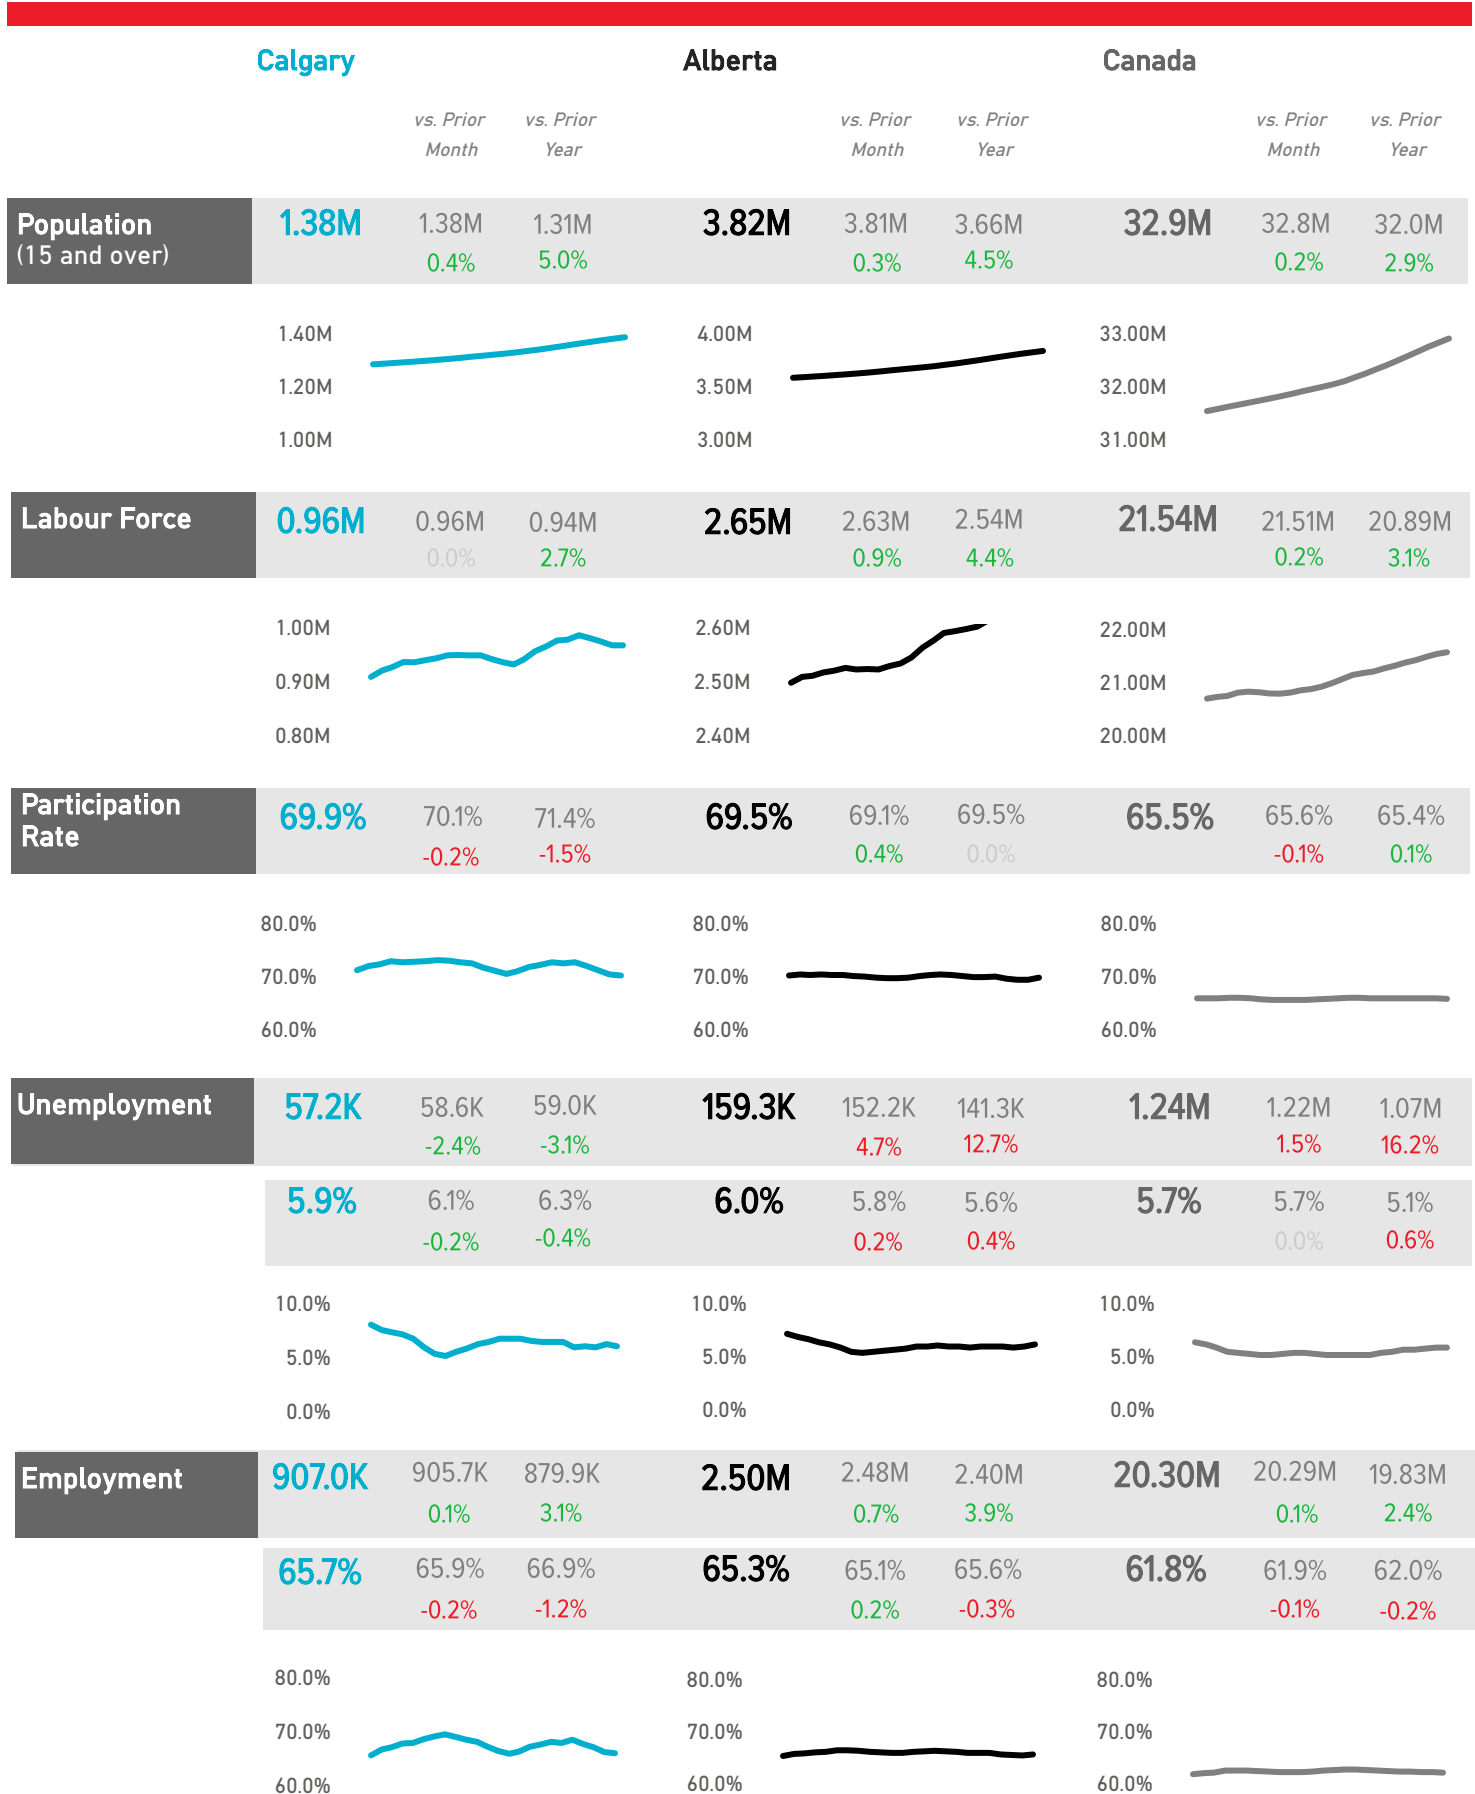 Calgary Alberta Canada
vs. Prior vs. Prior vs. Prior vs. Prior vs. Prior vs. Prior
Month Year Month Year Month Year
Population 1.38M 1.38M 1.31M 3.82M 3.81M 3.66M 32.9M 32.8M 32.0M
(15 and over) 0.4% 5.0% 0.3% 4.5% 0.2% 2.9%
1.40M 4.00M 33.00M
1.20M 3.50M 32.00M
1.00M 3.00M 31.00M
Labour Force 0.96M 0.96M 0.94M 2.65M 2.63M 2.54M 21.54M 21.51M 20.89M
0.0% 2.7% 0.9% 4.4% 0.2% 3.1%
1.00M 2.60M 22.00M
0.90M 2.50M 21.00M
0.80M 2.40M 20.00M
Participation 69.9% 70.1% 71.4% 69.5% 69.1% 69.5% 65.5% 65.6% 65.4%
Rate -0.2% -1.5% 0.4% 0.0% -0.1% 0.1%
80.0% 80.0% 80.0%
70.0% 70.0% 70.0%
60.0% 60.0% 60.0%
Unemployment 57.2K 58.6K 59.0K 159.3K 152.2K 141.3K 1.24M 1.22M 1.07M
-2.4% -3.1% 4.7% 12.7% 1.5% 16.2%
5.9% 6.1% 6.3% 6.0% 5.8% 5.6% 5.7% 5.7% 5.1%
-0.2% -0.4% 0.2% 0.4% 0.0% 0.6%
10.0% 10.0% 10.0%
5.0% 5.0% 5.0%
0.0% 0.0% 0.0%
Employment 907.0K 905.7K 879.9K 2.50M 2.48M 2.40M 20.30M 20.29M 19.83M
0.1% 3.1% 0.7% 3.9% 0.1% 2.4%
65.7% 65.9% 66.9% 65.3% 65.1% 65.6% 61.8% 61.9% 62.0%
-0.2% -1.2% 0.2% -0.3% -0.1% -0.2%
80.0% 80.0% 80.0%
70.0% 70.0% 70.0%
60.0% 60.0% 60.0%